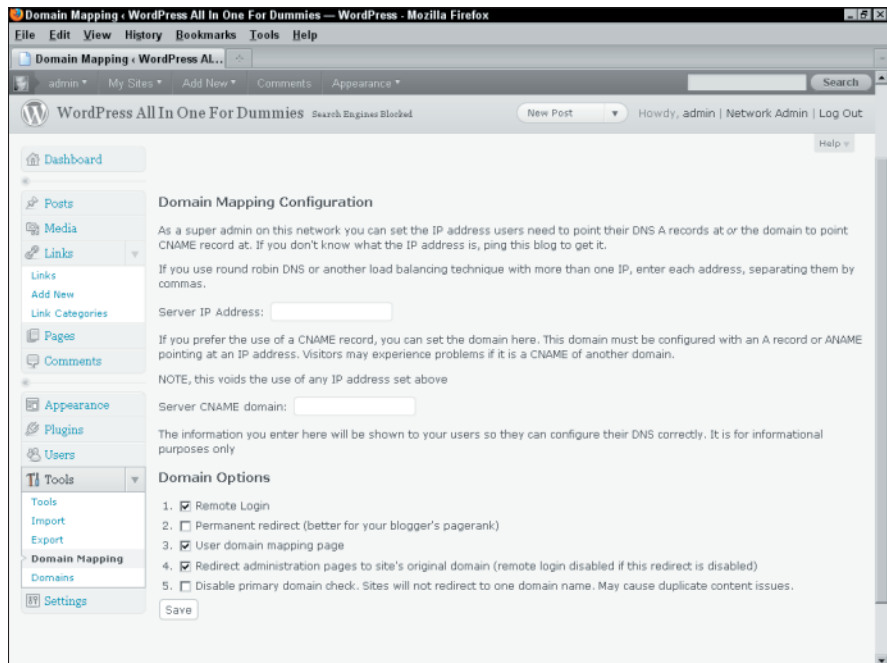 Domain Mapping ‹ WordPress All In One For Dummies — WordPress - Mozilla Firefox
File Edit View History Bookmarks Tools Help
Domain Mapping ‹ WordPress AL...
admin My Sites Add New Comments Appearance Search
WordPress All In One For Dummies Search Engines Blocked New Post Howdy, admin | Network Admin | Log Out
Help
Dashboard
Posts
Media
Links
Links
Add New
Link Categories
Pages
Comments
Appearance
Plugins
Users
Tools
Tools
Import
Export
Domain Mapping
Domains
Settings
Domain Mapping Configuration
As a super admin on this network you can set the IP address users need to point their DNS A records at or the domain to point
CNAME record at. If you don't know what the IP address is, ping this blog to get it.
If you use round robin DNS or another load balancing technique with more than one IP, enter each address, separating them by
commas.
Server IP Address:
If you prefer the use of a CNAME record, you can set the domain here. This domain must be configured with an A record or ANAME
pointing at an IP address. Visitors may experience problems if it is a CNAME of another domain.
NOTE, this voids the use of any IP address set above
Server CNAME domain:
The information you enter here will be shown to your users so they can configure their DNS correctly. It is for informational
purposes only
Domain Options
1. Remote Login
2. Permanent redirect (better for your blogger's pagerank)
3. User domain mapping page
4. Redirect administration pages to site's original domain (remote login disabled if this redirect is disabled)
5. Disable primary domain check. Sites will not redirect to one domain name. May cause duplicate content issues.
Save